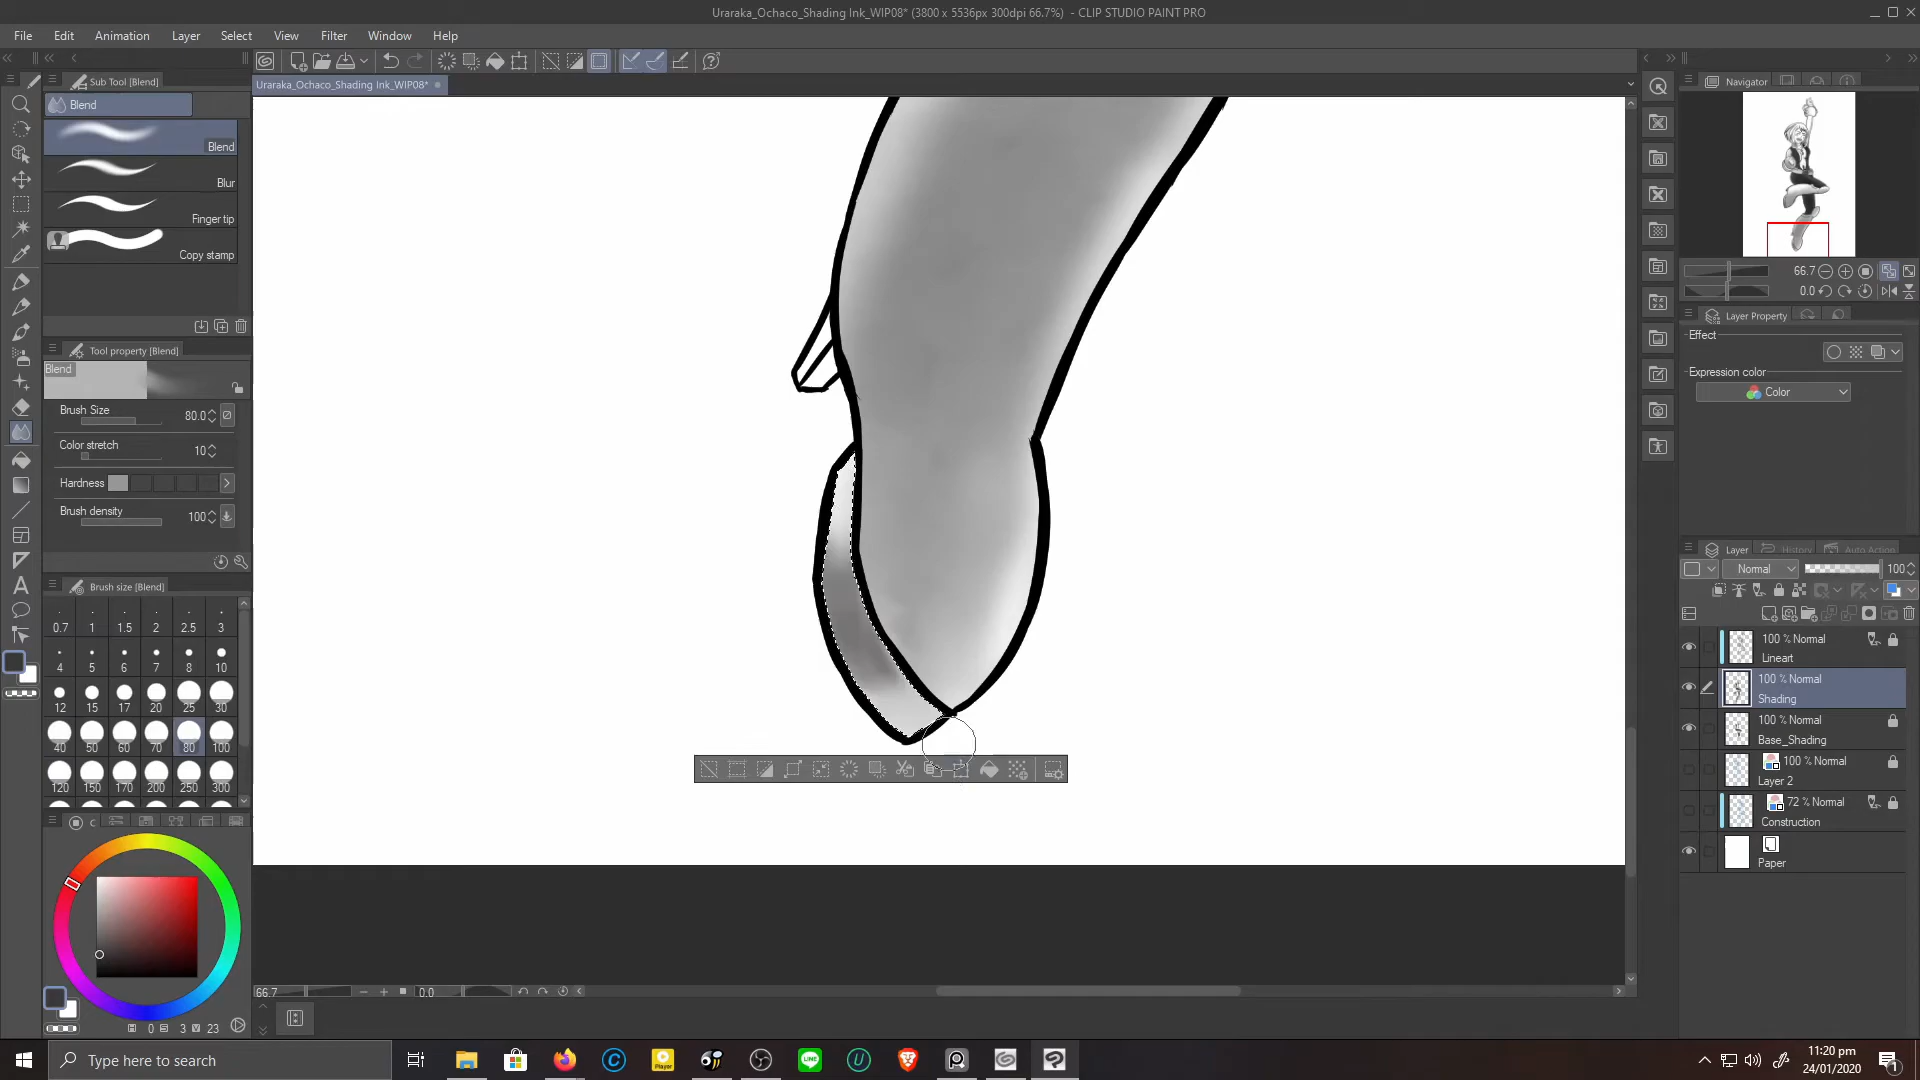 Uraraka_Ochaco_Shading Ink_WIP08* (3800 x 5536px 300dpi 66.7%) - CLIP STUDIO PAINT PRO
File Edit Animation Layer Select View Filter Window Help
Sub Tool [Blend]
Uraraka_Ochaco_Shading Ink_WIP08*
Navigator
Blend
Blend
Blur
Finger tip
Copy stamp
66.7
0.0
Layer Property
Effect
Expression color
Color
Tool property [Blend]
Blend
Brush Size 80.0
Color stretch 10
Hardness
Brush density 100
Layer History Auto Action
Normal 100
Brush size [Blend]
0.7 1 1.5 2 2.5 3
4 5 6 7 8 10
12 15 17 20 25 30
40 50 60 70 80 100
120 150 170 200 250 300
100 % Normal
Lineart
100 % Normal
Shading
100 % Normal
Base_Shading
100 % Normal
Layer 2
72 % Normal
Construction
Paper
66.7 0.0
0 3 23
Type here to search
Player
LINE
11:20 pm
24/01/2020
1